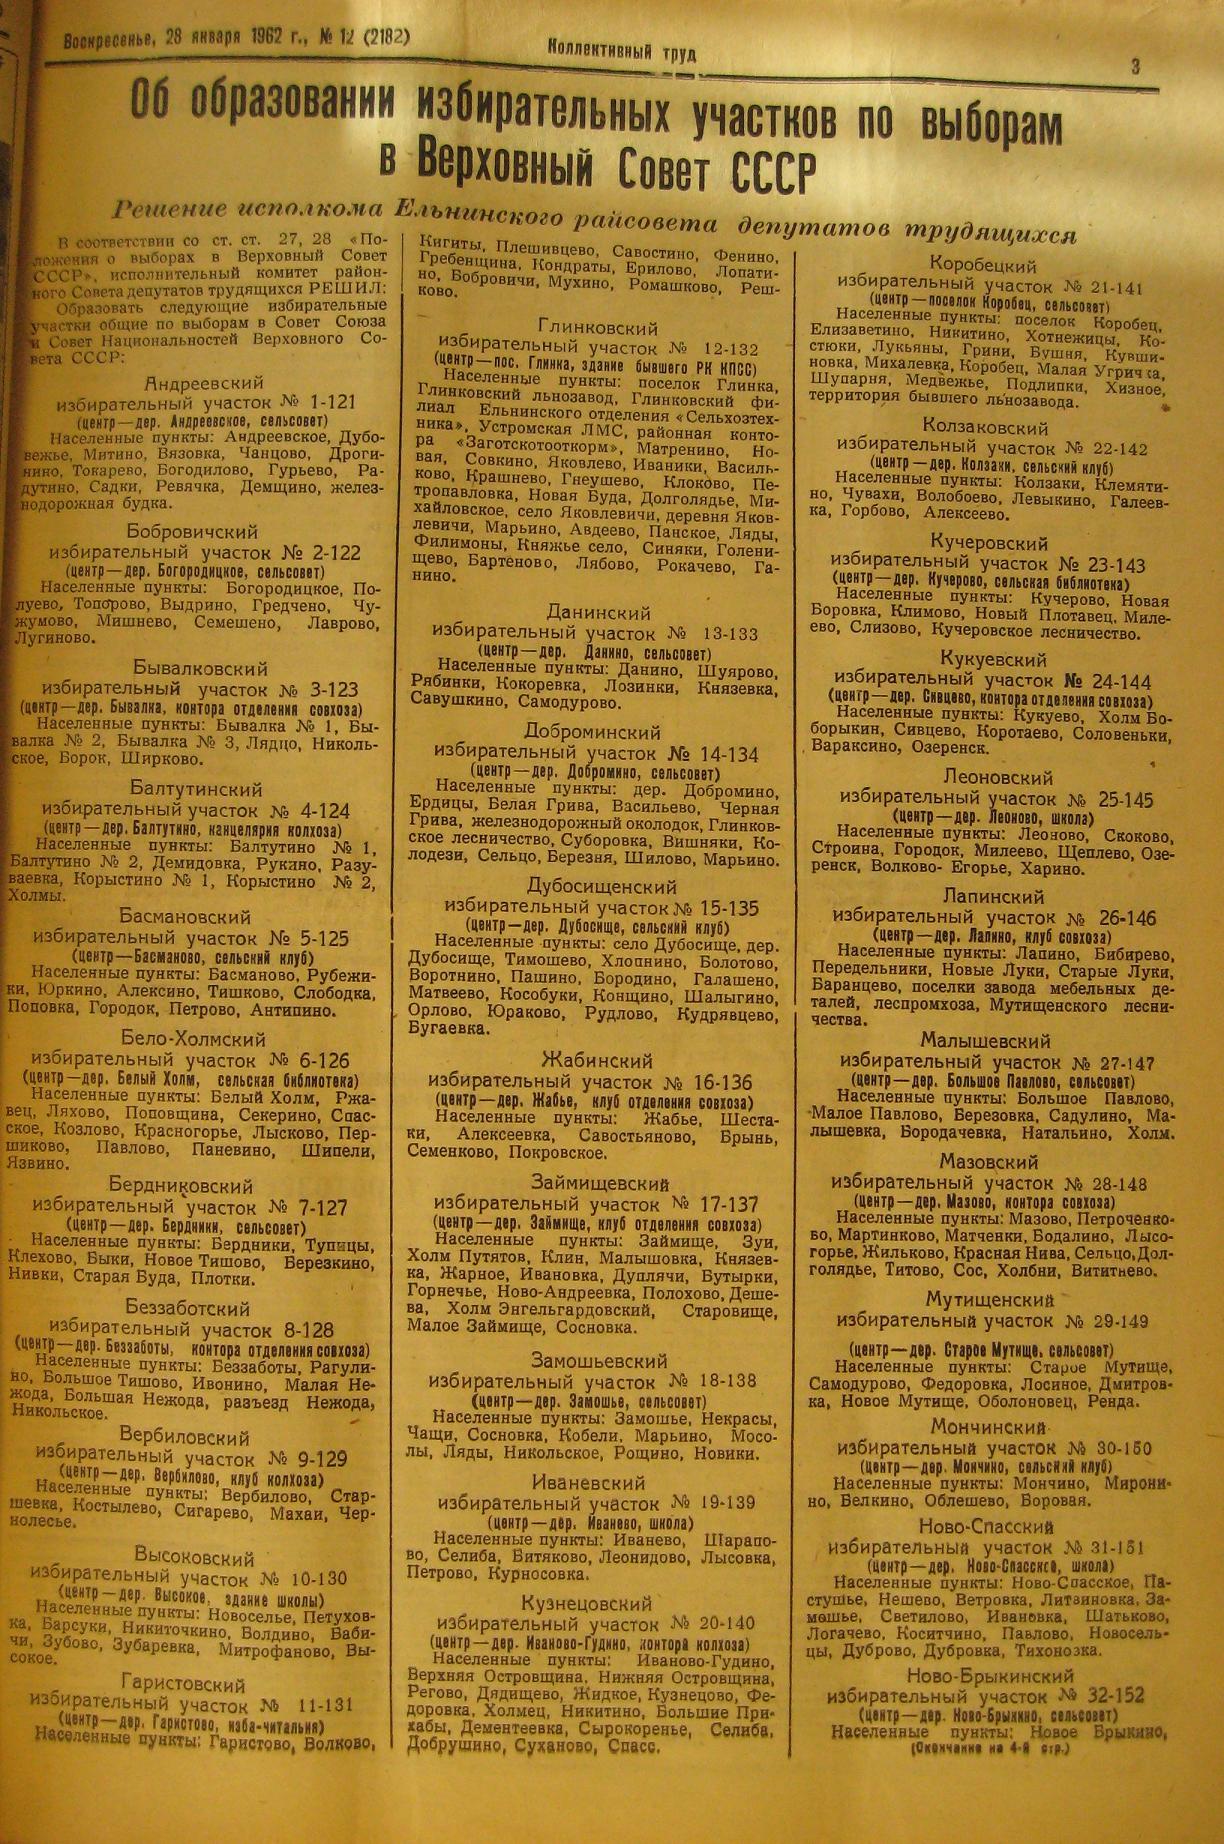 Воскресенье, 28 января 1962 г., № 12 (2182)
Коллективный труд
3
Об образовании избирательных участков по выборам
в Верховный Совет СССР
Решение исполкома Ельнинского райсовета депутатов трудящихся
В соответствии со ст. ст. 27, 28 «По-
ложения о выборах в Верховный Совет
СССР», исполнительный комитет район-
ного Совета депутатов трудящихся РЕШИЛ:
Образовать следующие избирательные
участки общие по выборам в Совет Союза
и Совет Национальностей Верховного Со-
вета СССР:
Андреевский
избирательный участок № 1-121
(центр—дер. Андреевское, сельсовет)
Населенные пункты: Андреевское, Дубо-
вежье, Митино, Вязовка, Чанцово, Дроги-
нино, Токарево, Богодилово, Гурьево, Ра-
дутино, Садки, Ревячка, Демщино, желез-
нодорожная будка.
Бобровичский
избирательный участок № 2-122
(центр—дер. Богородицкое, сельсовет)
Населенные пункты: Богородицкое, По-
луево, Топорово, Выдрино, Гредчено, Чу-
жумово, Мишнево, Семешено, Лаврово,
Лугиново.
Бывалковский
избирательный участок № 3-123
(центр—дер. Бывалка, контора отделения совхоза)
Населенные пункты: Бывалка № 1, Бы-
валка № 2, Бывалка № 3, Лядцо, Николь-
ское, Борок, Ширково.
Балтутинский
избирательный участок № 4-124
(центр—дер. Балтутино, канцелярия колхоза)
Населенные пункты: Балтутино № 1,
Балтутино № 2, Демидовка, Рукино, Разу-
ваевка, Корыстино № 1, Корыстино № 2,
Холмы.
Басмановский
избирательный участок № 5-125
(центр—Басманово, сельский клуб)
Населенные пункты: Басманово, Рубежи-
ки, Юркино, Алексино, Тишково, Слободка,
Поповка, Городок, Петрово, Антипино.
Бело-Холмский
избирательный участок № 6-126
(центр—дер. Белый Холм, сельская библиотека)
Населенные пункты: Белый Холм, Ржа-
вец, Ляхово, Поповщина, Секерино, Спас-
ское, Козлово, Красногорье, Лысково, Пер-
шиково, Павлово, Паневино, Шипели,
Язвино.
Бердниковский
избирательный участок № 7-127
(центр—дер. Бердники, сельсовет)
Населенные пункты: Бердники, Тупицы,
Клехово, Быки, Новое Тишово, Березкино,
Нивки, Старая Буда, Плотки.
Беззаботский
избирательный участок 8-128
(центр—дер. Беззаботы, контора отделения совхоза)
Населенные пункты: Беззаботы, Рагули-
но, Большое Тишово, Ивонино, Малая Не-
жода, Большая Нежода, разъезд Нежода,
Никольское.
Вербиловский
избирательный участок № 9-129
(центр—дер. Вербилово, клуб колхоза)
Населенные пункты: Вербилово, Стар-
шевка, Костылево, Сигарево, Махаи, Чер-
нолесье.
Высоковский
избирательный участок № 10-130
(центр—дер. Высокое, здание школы)
Населенные пункты: Новоселье, Петухов-
ка, Барсуки, Никиточкино, Волдино, Баби-
чи, Зубово, Зубаревка, Митрофаново, Вы-
сокое.
Гаристовский
избирательный участок № 11-131
(центр—дер. Гаристово, изба-читальня)
Населенные пункты: Гаристово, Волково,
Кигиты, Плешивцево, Савостино, Фенино,
Гребенщина, Кондраты, Ерилово, Лопати-
но, Бобровичи, Мухино, Ромашково, Реш-
ково.
Глинковский
избирательный участок № 12-132
(центр—пос. Глинка, здание бывшего РК КПСС)
Населенные пункты: поселок Глинка,
Глинковский льнозавод, Глинковский фи-
лиал Ельнинского отделения «Сельхозтех-
ника», Устромская ЛМС, районная конто-
ра «Заготскотооткорм», Матренино, Но-
вая, Совкино, Яковлево, Иваники, Василь-
ково, Крашнево, Гнеушево, Клоково, Пе-
тропавловка, Новая Буда, Долголядье, Ми-
хайловское, село Яковлевичи, деревня Яков-
левичи, Марьино, Авдеево, Панское, Ляды,
Филимоны, Княжье село, Синяки, Голени-
щево, Бартеново, Лябово, Рокачево, Га-
нино.
Данинский
избирательный участок № 13-133
(центр—дер. Данино, сельсовет)
Населенные пункты: Данино, Шуярово,
Рябинки, Кокоревка, Лозинки, Князевка,
Савушкино, Самодурово.
Доброминский
избирательный участок № 14-134
(центр—дер. Добромино, сельсовет)
Населенные пункты: дер. Добромино,
Ердицы, Белая Грива, Васильево, Черная
Грива, железнодорожный околодок, Глинков-
ское лесничество, Суборовка, Вишняки, Ко-
лодези, Сельцо, Березня, Шилово, Марьино.
Дубосищенский
избирательный участок № 15-135
(центр—дер. Дубосище, сельский клуб)
Населенные пункты: село Дубосище, дер.
Дубосище, Тимошево, Хлопнино, Болотово,
Воротнино, Пашино, Бородино, Галашено,
Матвеево, Кособуки, Конщино, Шалыгино,
Орлово, Юраково, Рудлово, Кудрявцево,
Бугаевка.
Жабинский
избирательный участок № 16-136
(центр—дер. Жабье, клуб отделения совхоза)
Населенные пункты: Жабье, Шеста-
ки, Алексеевка, Савостьяново, Брынь,
Семенково, Покровское.
Займищевский
избирательный участок № 17-137
(центр—дер. Займище, клуб отделения совхоза)
Населенные пункты: Займище, Зуи,
Холм Путятов, Клин, Малышовка, Князев-
ка, Жарное, Ивановка, Дуплячи, Бутырки,
Горнечье, Ново-Андреевка, Полохово, Деше-
ва, Холм Энгельгардовский, Старовище,
Малое Займище, Сосновка.
Замошьевский
избирательный участок № 18-138
(центр—дер. Замошье, сельсовет)
Населенные пункты: Замошье, Некрасы,
Чащи, Сосновка, Кобели, Марьино, Мосо-
лы, Ляды, Никольское, Рощино, Новики.
Иваневский
избирательный участок № 19-139
(центр—дер. Иванево, школа)
Населенные пункты: Иванево, Шарапо-
во, Селиба, Битяково, Леонидово, Лысовка,
Петрово, Курносовка.
Кузнецовский
избирательный участок № 20-140
(центр—дер. Иваново-Гудино, контора колхоза)
Населенные пункты: Иваново-Гудино,
Верхняя Островщина, Нижняя Островщина,
Регово, Дядищево, Жидкое, Кузнецово, Фе-
доровка, Холмец, Никитино, Большие При-
хабы, Дементеевка, Сырокоренье, Селиба,
Добрушино, Суханово, Спасс.
Коробецкий
избирательный участок № 21-141
(центр—поселок Коробец, сельсовет)
Населенные пункты: поселок Коробец,
Елизаветино, Никитино, Хотнежицы, Ко-
стюки, Лукьяны, Грини, Бушня, Кувши-
новка, Михалевка, Коробец, Малая Угричка,
Шупарня, Медвежье, Подлипки, Хизное,
территория бывшего льнозавода.
Колзаковский
избирательный участок № 22-142
(центр—дер. Колзаки, сельский клуб)
Населенные пункты: Колзаки, Клемяти-
но, Чувахи, Волобоево, Левыкино, Галеев-
ка, Горбово, Алексеево.
Кучеровский
избирательный участок № 23-143
(центр—дер. Кучерово, сельская библиотека)
Населенные пункты: Кучерово, Новая
Боровка, Климово, Новый Плотавец, Миле-
ево, Слизово, Кучеровское лесничество.
Кукуевский
избирательный участок № 24-144
(центр—дер. Сивцево, контора отделения совхоза)
Населенные пункты: Кукуево, Холм Бо-
борыкин, Сивцево, Коротаево, Соловеньки,
Вараксино, Озеренск.
Леоновский
избирательный участок № 25-145
(центр—дер. Леоново, школа)
Населенные пункты: Леоново, Скоково,
Строина, Городок, Милеево, Щеплево, Озе-
ренск, Волково- Егорье, Харино.
Лапинский
избирательный участок № 26-146
(центр—дер. Лапино, клуб совхоза)
Населенные пункты: Лапино, Бибирево,
Передельники, Новые Луки, Старые Луки,
Баранцево, поселки завода мебельных де-
талей, леспромхоза, Мутищенского лесни-
чества.
Малышевский
избирательный участок № 27-147
(центр—дер. Большое Павлово, сельсовет)
Населенные пункты: Большое Павлово,
Малое Павлово, Березовка, Садулино, Ма-
лышевка, Бородачевка, Натальино, Холм.
Мазовский
избирательный участок № 28-148
(центр—дер. Мазово, контора совхоза)
Населенные пункты: Мазово, Петроченко-
во, Мартинково, Матченки, Бодалино, Лысо-
горье, Жильково, Красная Нива, Сельцо, Дол-
голядье, Титово, Сос, Холбни, Вититнево.
Мутищенский
избирательный участок № 29-149
(центр—дер. Старое Мутище, сельсовет)
Населенные пункты: Старое Мутище,
Самодурово, Федоровка, Лосиное, Дмитров-
ка, Новое Мутище, Оболоновец, Ренда.
Мончинский
избирательный участок № 30-150
(центр—дер. Мончино, сельский клуб)
Населенные пункты: Мончино, Мирони-
но, Белкино, Облешево, Боровая.
Ново-Спасский
избирательный участок № 31-151
(центр—дер. Ново-Спасское, школа)
Населенные пункты: Ново-Спасское, Па-
стушье, Нешево, Ветровка, Литвиновка, За-
мошье, Светилово, Ивановка, Шатьково,
Логачево, Коситчино, Павлово, Новосель-
цы, Дуброво, Дубровка, Тихонозка.
Ново-Брыкинский
избирательный участок № 32-152
(центр—дер. Ново-Брыкино, сельсовет)
Населенные пункты: Новое Брыкино,
(Окончание на 4-й стр.)